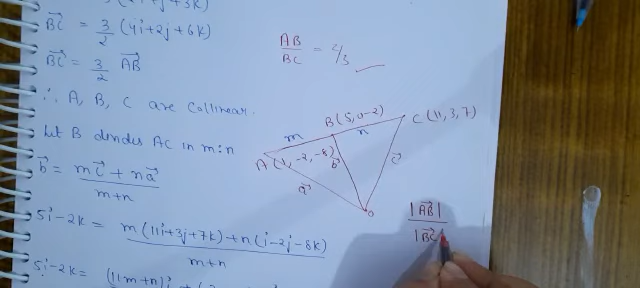 BC = 3/2 (4i+2j+6k)
BC = 3/2 AB
∴ A, B, C are Collinear.
Let B devides AC in m:n
b = mc + na / m+n
5i-2k = m(11i+3j+7k)+n(i-2j-8k) / m+n
5i-2k = (11m+n)i +
AB / BC = 2/3
B(5,0-2)
C (11,3,7)
m
n
A(1,-2,-8)
b
c
a
O
|AB|
|BC|